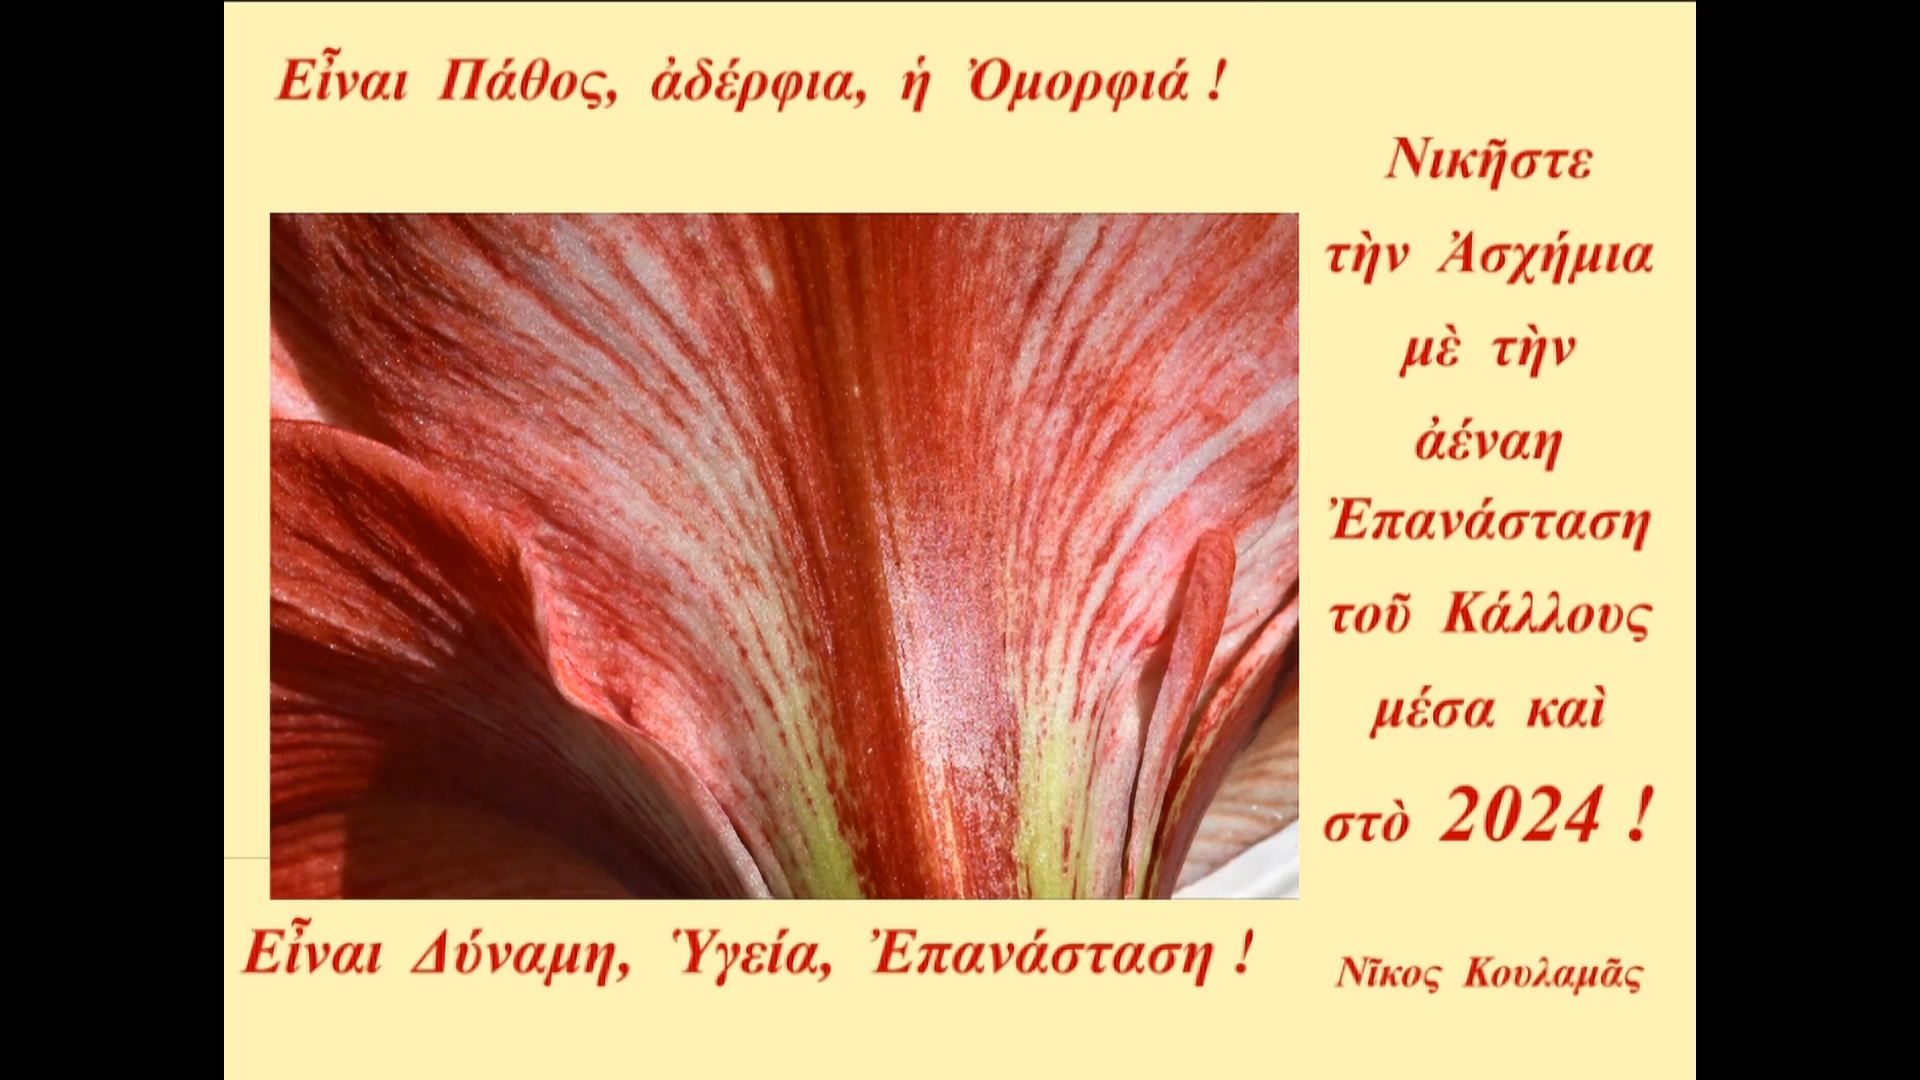 Εἶναι Πάθος, ἀδέρφια, ἡ Ὀμορφιά !
Νικῆστε
τὴν Ἀσχήμια
μὲ τὴν
ἀέναη
Ἐπανάσταση
τοῦ Κάλλους
μέσα καὶ
στὸ 2024 !
Εἶναι Δύναμη, Ὑγεία, Ἐπανάσταση !
Νῖκος Κουλαμᾶς